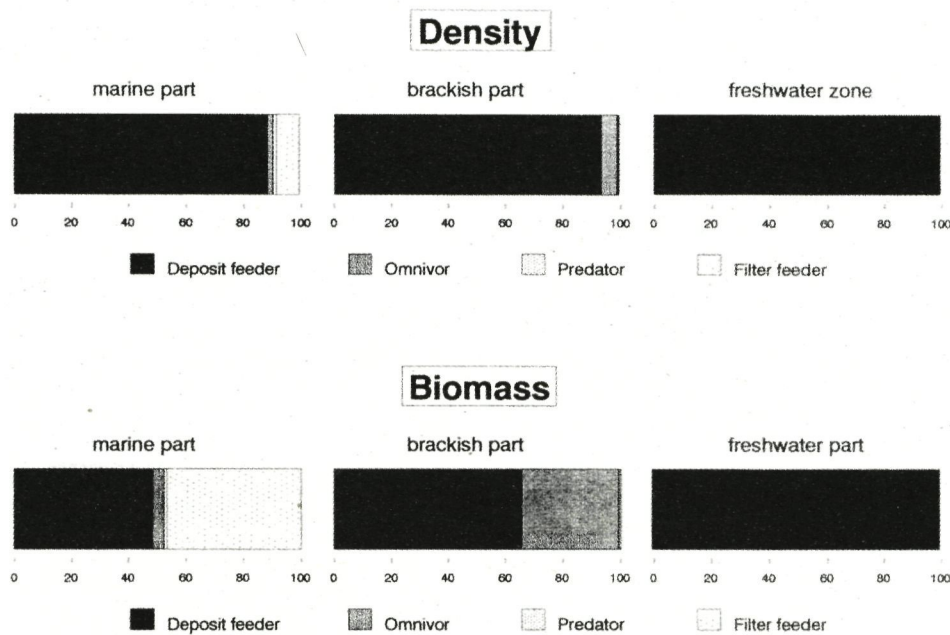 Density
marine part brackish part freshwater zone
0 20 40 60 80 100 0 20 40 60 80 100 0 20 40 60 80 100
Deposit feeder Omnivor Predator Filter feeder
Biomass
marine part brackish part freshwater part
0 20 40 60 80 100 0 20 40 60 80 100 0 20 40 60 80 100
Deposit feeder Omnivor Predator Filter feeder